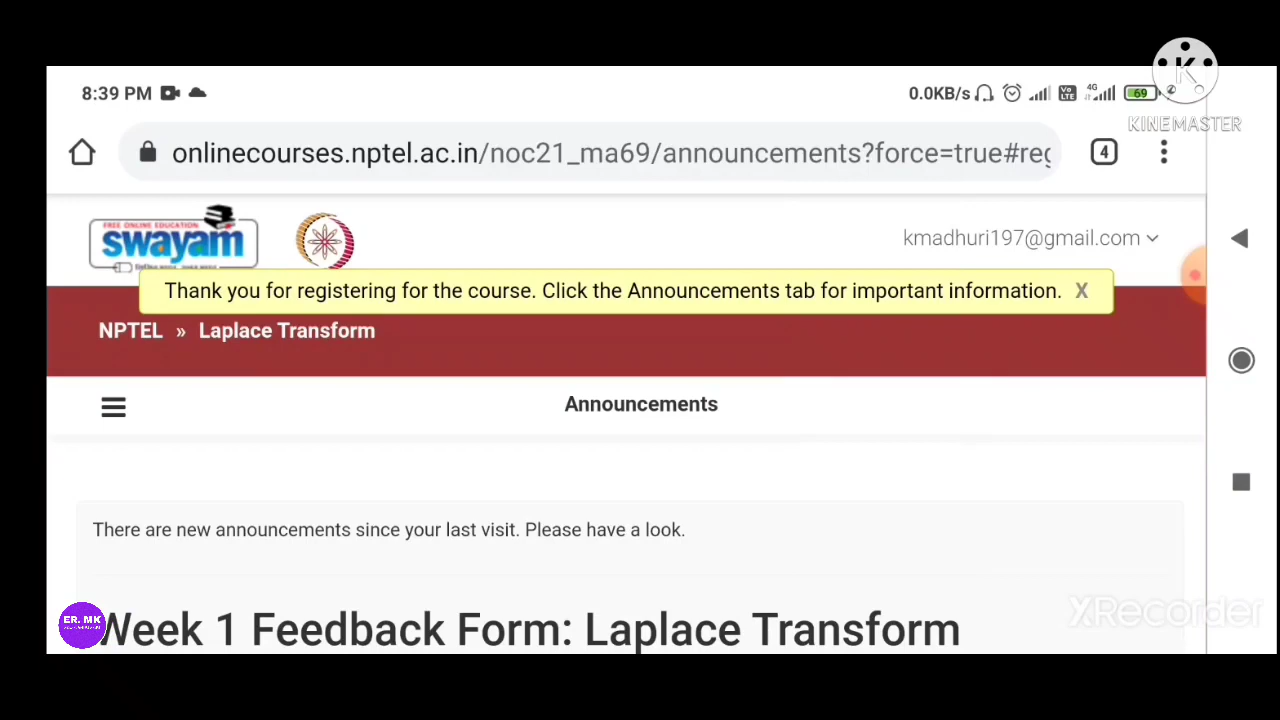 8:39 PM
0.0KB/s
Vo LTE
4G
69
KINEMASTER
onlinecourses.nptel.ac.in/noc21_ma69/announcements?force=true#reg
4
FREE ONLINE EDUCATION
swayam
kmadhuri197@gmail.com
Thank you for registering for the course. Click the Announcements tab for important information. X
NPTEL » Laplace Transform
Announcements
There are new announcements since your last visit. Please have a look.
ER. MK
Week 1 Feedback Form: Laplace Transform
XRecorder